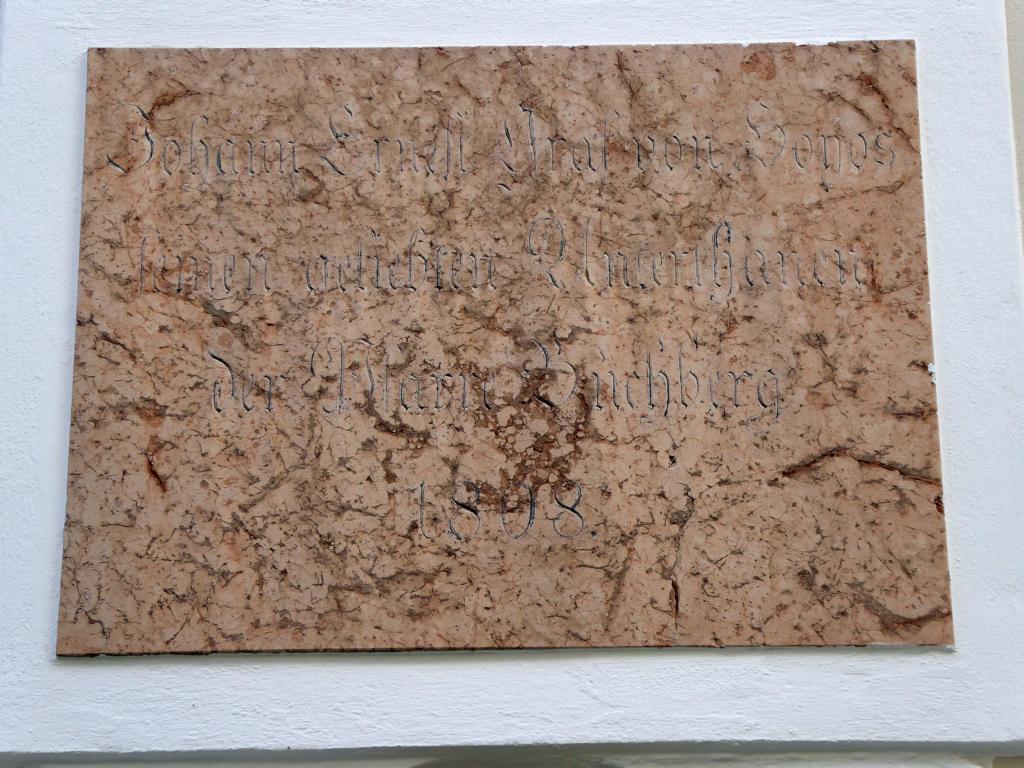 Johann Ernst Graf von Hoyos
seinen geliebten Unterthanen
der Pfarre Buchberg
1808.